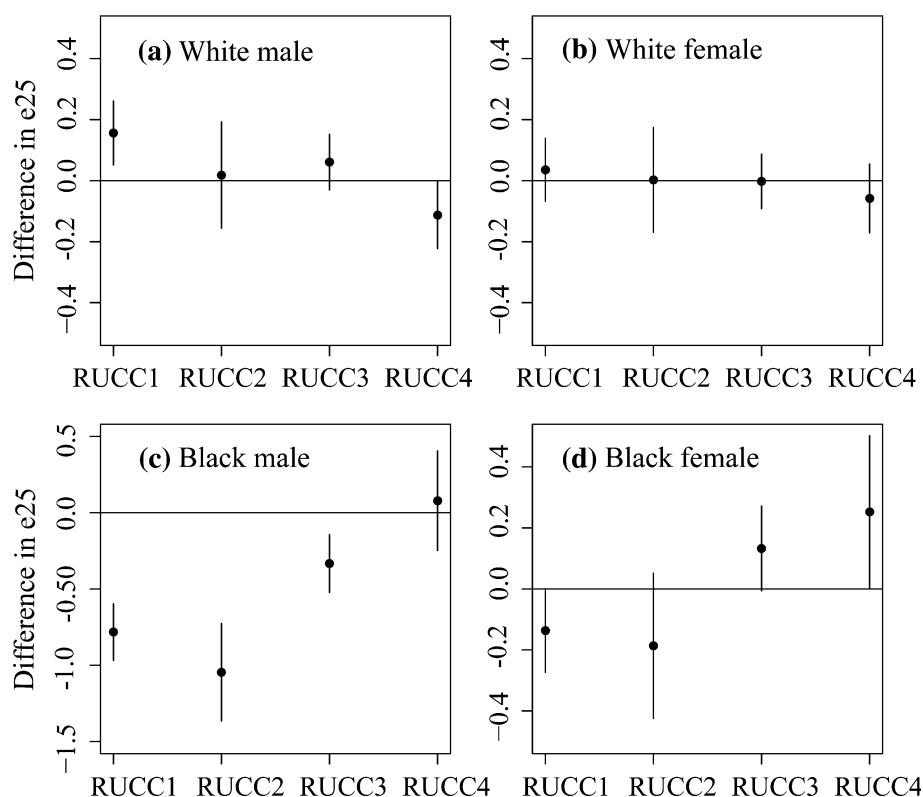 (a) White male
Difference in e25
0.4
0.2
0.0
−0.2
−0.4
RUCC1 RUCC2 RUCC3 RUCC4
(b) White female
0.4
0.2
0.0
−0.2
−0.4
RUCC1 RUCC2 RUCC3 RUCC4
(c) Black male
Difference in e25
0.5
0.0
-0.50
-1.0
−1.5
RUCC1 RUCC2 RUCC3 RUCC4
(d) Black female
0.4
0.2
0.0
-0.2
−0.4
RUCC1 RUCC2 RUCC3 RUCC4